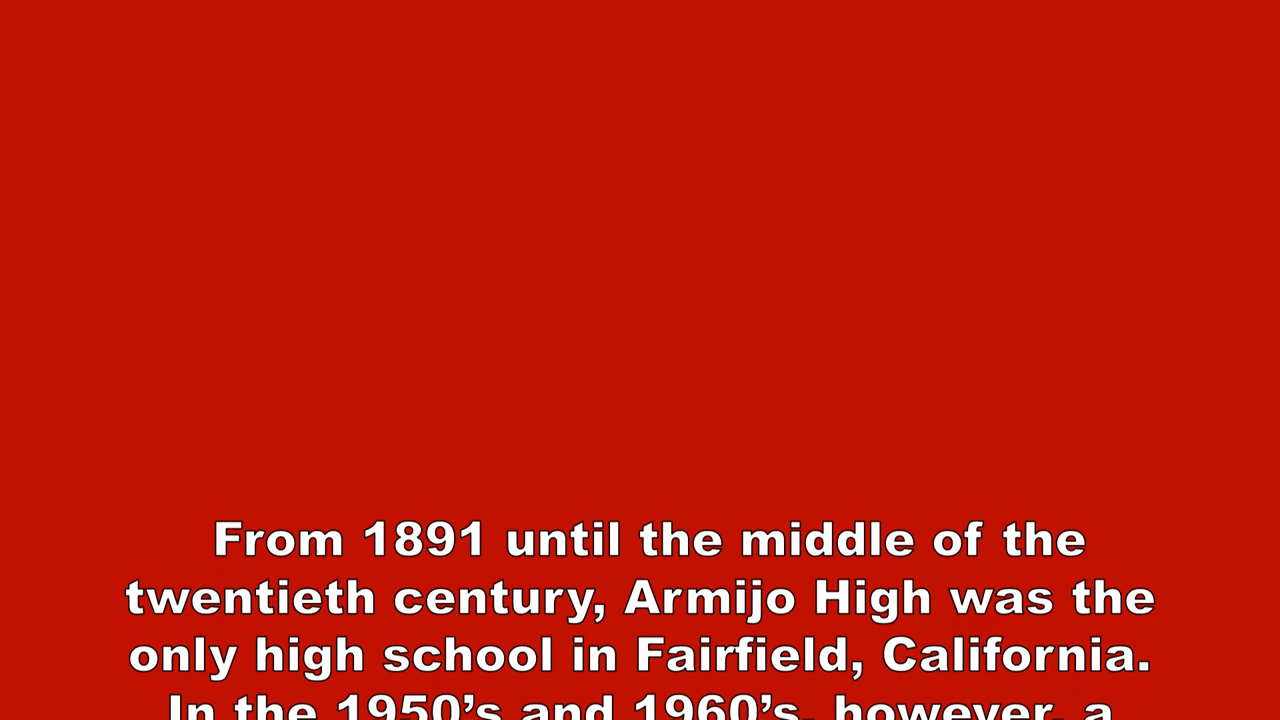 From 1891 until the middle of the
twentieth century, Armijo High was the
only high school in Fairfield, California.
In the 1950’s and 1960’s, however, a